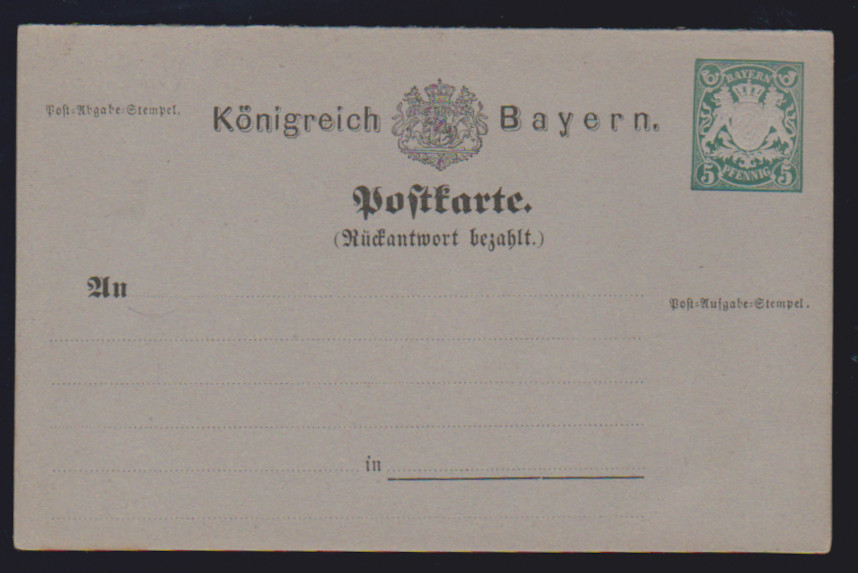 Post-Abgabe-Stempel.
Königreich Bayern.
BAYERN
5 PFENNIG 5
Postkarte.
(Rückantwort bezahlt.)
An
Post-Aufgabe-Stempel.
in